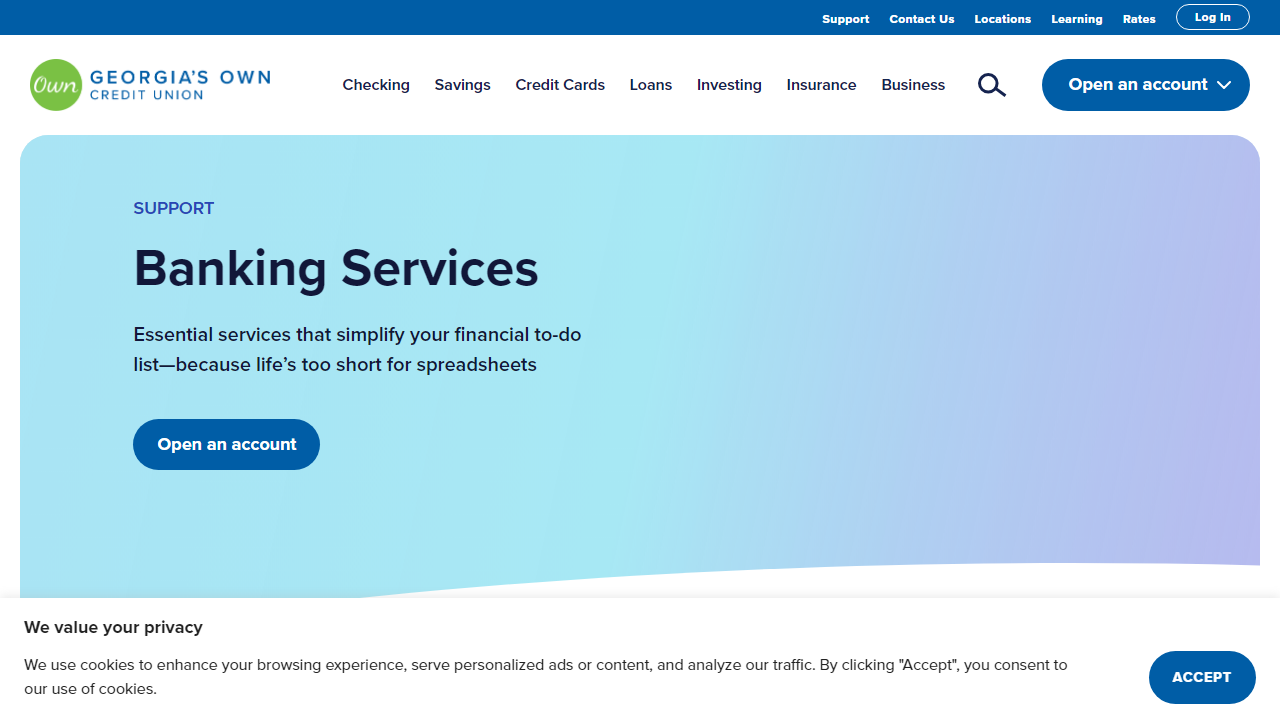 Support Contact Us Locations Learning Rates Log In
Own GEORGIA'S OWN
CREDIT UNION
Checking Savings Credit Cards Loans Investing Insurance Business Open an account
SUPPORT
Banking Services
Essential services that simplify your financial to-do
list—because life’s too short for spreadsheets
Open an account
We value your privacy
We use cookies to enhance your browsing experience, serve personalized ads or content, and analyze our traffic. By clicking "Accept", you consent to
our use of cookies.
ACCEPT